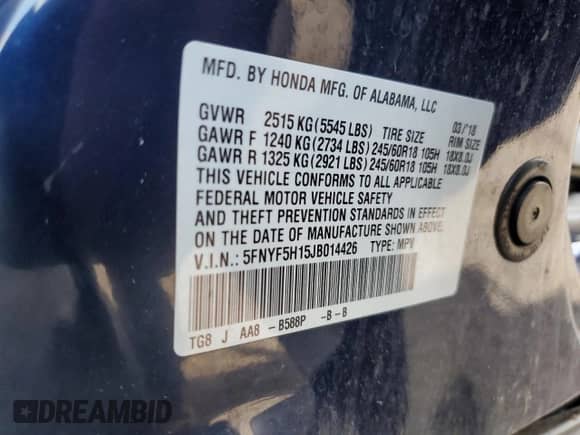 MFD. BY HONDA MFG. OF ALABAMA, LLC
GVWR 2515 KG(5545 LBS) TIRE SIZE 03/'18 RIM SIZE
GAWR F 1240 KG(2734 LBS) 245/60R18 105H 18X8.0J
GAWR R 1325 KG(2921 LBS) 245/60R18 105H 18X8.0J
THIS VEHICLE CONFORMS TO ALL APPLICABLE
FEDERAL MOTOR VEHICLE SAFETY
AND THEFT PREVENTION STANDARDS IN EFFECT
ON THE DATE OF MANUFACTURE SHOWN ABOVE.
V.I.N.: 5FNYF5H15JB014426 TYPE: MPV
TG8 J AA8 - B588P -B-B
DREAMBID